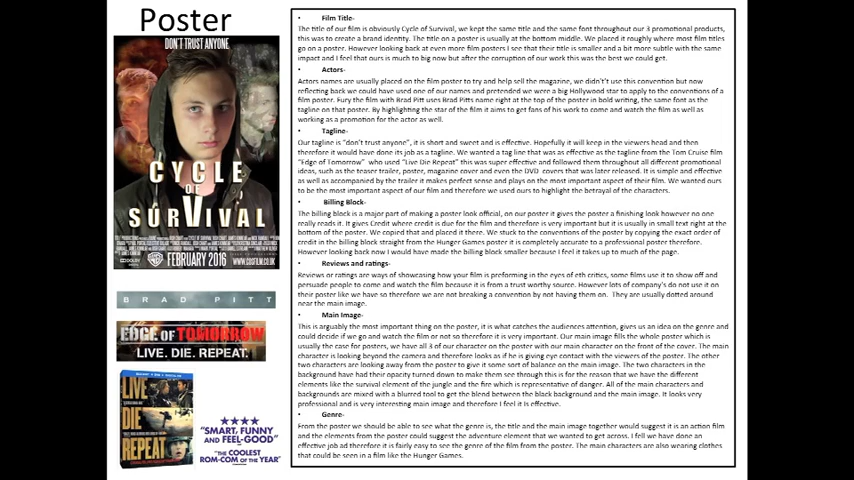 Poster
DON'T TRUST ANYONE
CYCLE
OF
SURVIVAL
FEBRUARY 2016
BRAD PITT
EDGE OF TOMORROW
LIVE. DIE. REPEAT.
LIVE
DIE
REPEAT
★★★★
"SMART, FUNNY
AND FEEL-GOOD"
"THE COOLEST
ROM-COM OF THE YEAR"
• Film Title-
The title of our film is obviously Cycle of Survival, we kept the same title and the same font throughout our 3 promotional products,
this was to create a brand identity. The title on a poster is usually at the bottom middle. We placed it roughly where most film titles
go on a poster. However looking back at even more film posters I see that their title is smaller and a bit more subtle with the same
impact and I feel that ours is much to big now but after the corruption of our work this was the best we could get.
• Actors-
Actors names are usually placed on the film poster to try and help sell the magazine, we didn't use this convention but now
reflecting back we could have used one of our names and pretended we were a big Hollywood star to apply to the conventions of a
film poster. Fury the film with Brad Pitt uses Brad Pitts name right at the top of the poster in bold writing, the same font as the
tagline on that poster. By highlighting the star of the film it aims to get fans of his work to come and watch the film as well as
working as a promotion for the actor as well.
• Tagline-
Our tagline is "don't trust anyone", it is short and sweet and is effective. Hopefully it will keep in the viewers head and then
therefore it would have done its job as a tagline. We wanted a tag line that was as effective as the tagline from the Tom Cruise film
"Edge of Tomorrow" who used "Live Die Repeat" this was super effective and followed them throughout all different promotional
ideas, such as the teaser trailer, poster, magazine cover and even the DVD covers that was later released. It is simple and effective
as well as accompanied by the trailer it makes perfect sense and plays on the most important aspect of their film. We wanted ours
to be the most important aspect of our film and therefore we used ours to highlight the betrayal of the characters.
• Billing Block-
The billing block is a major part of making a poster look official, on our poster it gives the poster a finishing look however no one
really reads it. It gives Credit where credit is due for the film and therefore is very important but it is usually in small text right at the
bottom of the poster. We copied that and placed it there. We stuck to the conventions of the poster by copying the exact order of
credit in the billing block straight from the Hunger Games poster it is completely accurate to a professional poster therefore.
However looking back now I would have made the billing block smaller because I feel it takes up to much of the page.
• Reviews and ratings-
Reviews or ratings are ways of showcasing how your film is preforming in the eyes of eth critics, some films use it to show off and
persuade people to come and watch the film because it is from a trust worthy source. However lots of company's do not use it on
their poster like we have so therefore we are not breaking a convention by not having them on. They are usually dotted around
near the main image.
• Main Image-
This is arguably the most important thing on the poster, it is what catches the audiences attention, gives us an idea on the genre and
could decide if we go and watch the film or not so therefore it is very important. Our main image fills the whole poster which is
usually the case for posters, we have all 3 of our character on the poster with our main character on the front of the cover. The main
character is looking beyond the camera and therefore looks as if he is giving eye contact with the viewers of the poster. The other
two characters are looking away from the poster to give it some sort of balance on the main image. The two characters in the
background have had their opacity turned down to make them see through this is for the reason that we have the different
elements like the survival element of the jungle and the fire which is representative of danger. All of the main characters and
backgrounds are mixed with a blurred tool to get the blend between the black background and the main image. It looks very
professional and is very interesting main image and therefore I feel it is effective.
• Genre-
From the poster we should be able to see what the genre is, the title and the main image together would suggest it is an action film
and the elements from the poster could suggest the adventure element that we wanted to get across. I fell we have done an
effective job ad therefore it is fairly easy to see the genre of the film from the poster. The main characters are also wearing clothes
that could be seen in a film like the Hunger Games.